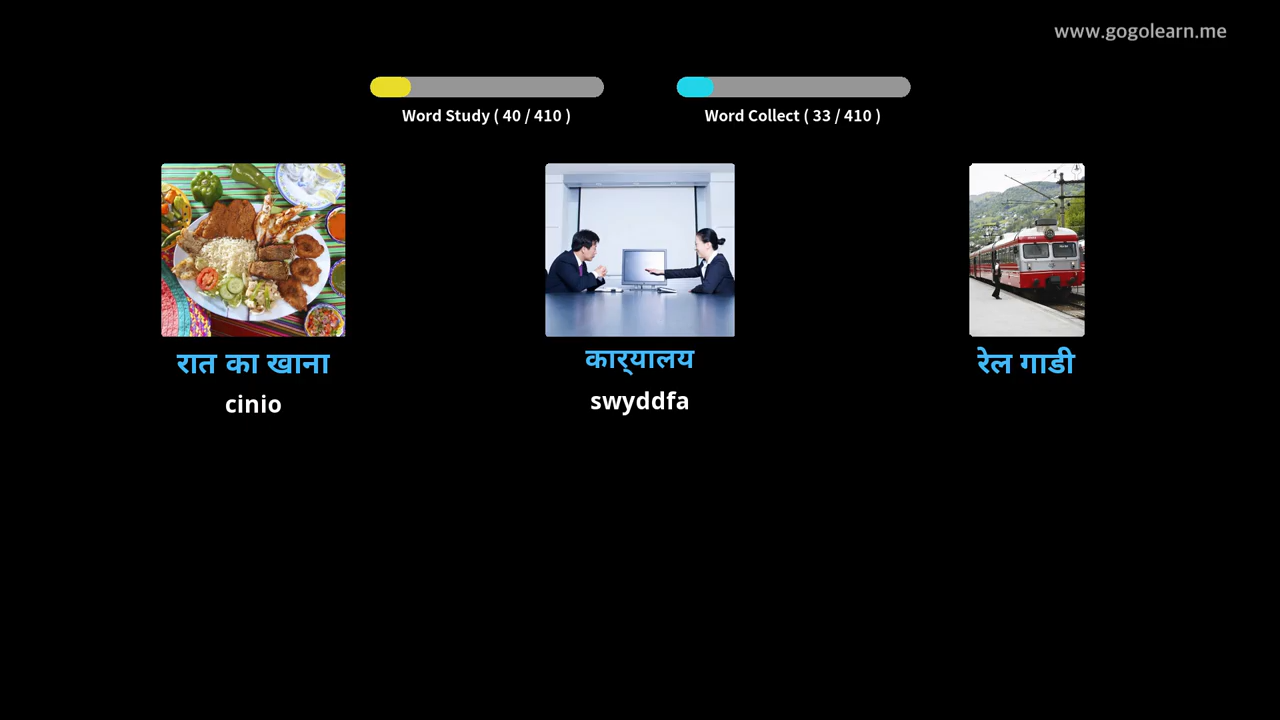 www.gogolearn.me
Word Study ( 40 / 410 )
Word Collect ( 33 / 410 )
रात का खाना
cinio
कार्‍यालय
swyddfa
रेल गाडी